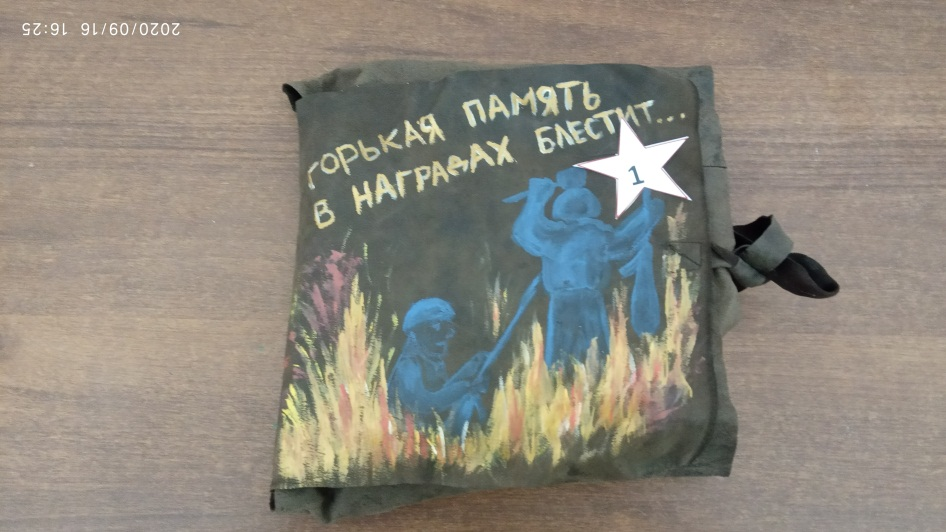 ГОРЬКАЯ ПАМЯТЬ
В НАГРАДАХ БЛЕСТИТ...
1
2020/09/16 16:25